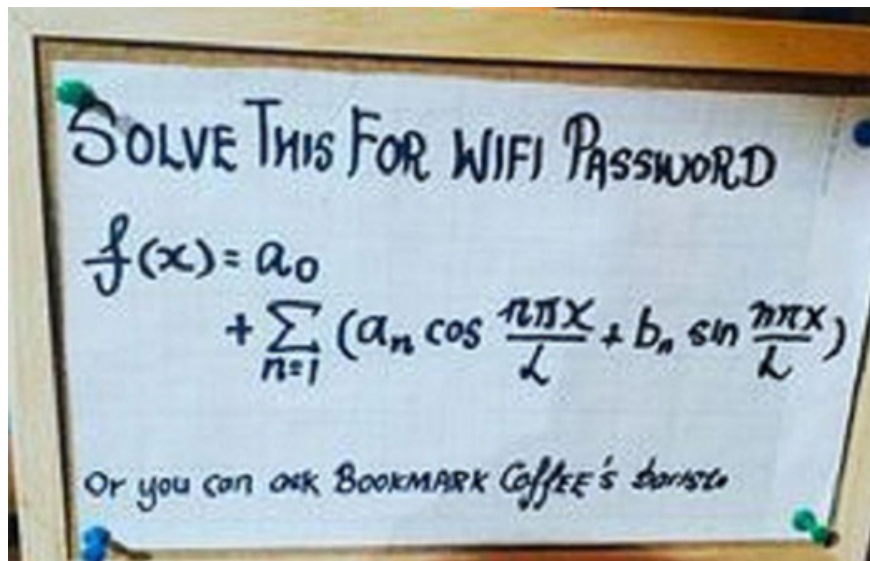 SOLVE THIS FOR WIFI PASSWORD
f(x) = a₀
+ ∑ₙ₌₁ (aₙ cos nπx/L + bₙ sin nπx/L)
Or you can ask BOOKMARK COFFEE's barista